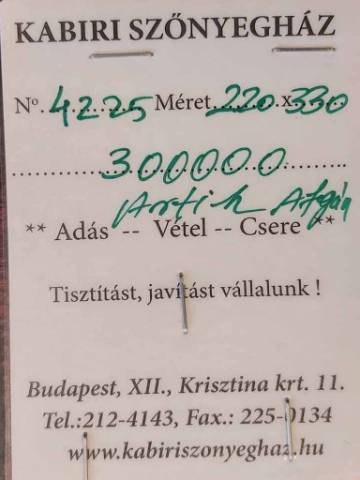 KABIRI SZŐNYEGHÁZ
Nº. 4225 Méret 220 x 330
300000
Antik Afgán
** Adás -- Vétel -- Csere **
Tisztítást, javítást vállalunk !
Budapest, XII., Krisztina krt. 11.
Tel.:212-4143, Fax.: 225-0134
www.kabiriszonyeghaz.hu